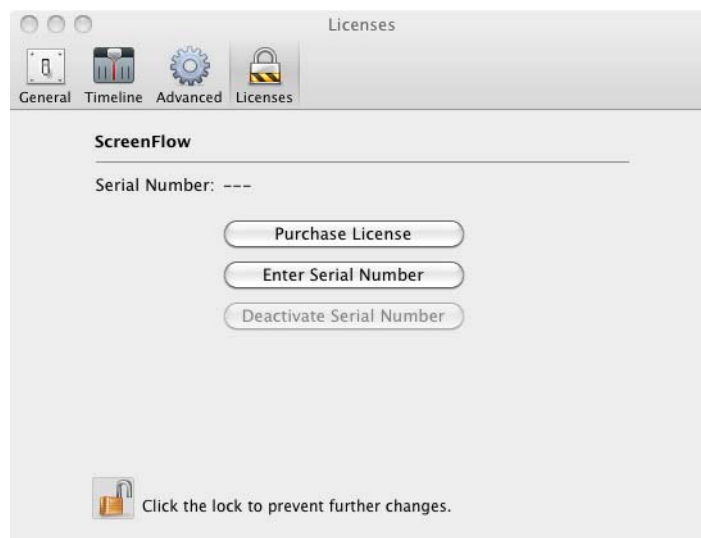 Licenses
General Timeline Advanced Licenses
ScreenFlow
Serial Number: ---
Purchase License
Enter Serial Number
Deactivate Serial Number
Click the lock to prevent further changes.